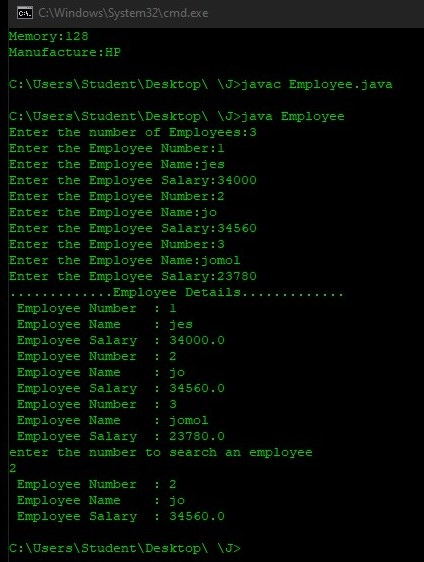 C:\Windows\System32\cmd.exe
Memory:128
Manufacture:HP
C:\Users\Student\Desktop\ \J>javac Employee.java
C:\Users\Student\Desktop\ \J>java Employee
Enter the number of Employees:3
Enter the Employee Number:1
Enter the Employee Name:jes
Enter the Employee Salary:34000
Enter the Employee Number:2
Enter the Employee Name:jo
Enter the Employee Salary:34560
Enter the Employee Number:3
Enter the Employee Name:jomol
Enter the Employee Salary:23780
.............Employee Details.............
Employee Number  : 1
Employee Name    : jes
Employee Salary  : 34000.0
Employee Number  : 2
Employee Name    : jo
Employee Salary  : 34560.0
Employee Number  : 3
Employee Name    : jomol
Employee Salary  : 23780.0
enter the number to search an employee
2
Employee Number  : 2
Employee Name    : jo
Employee Salary  : 34560.0
C:\Users\Student\Desktop\ \J>